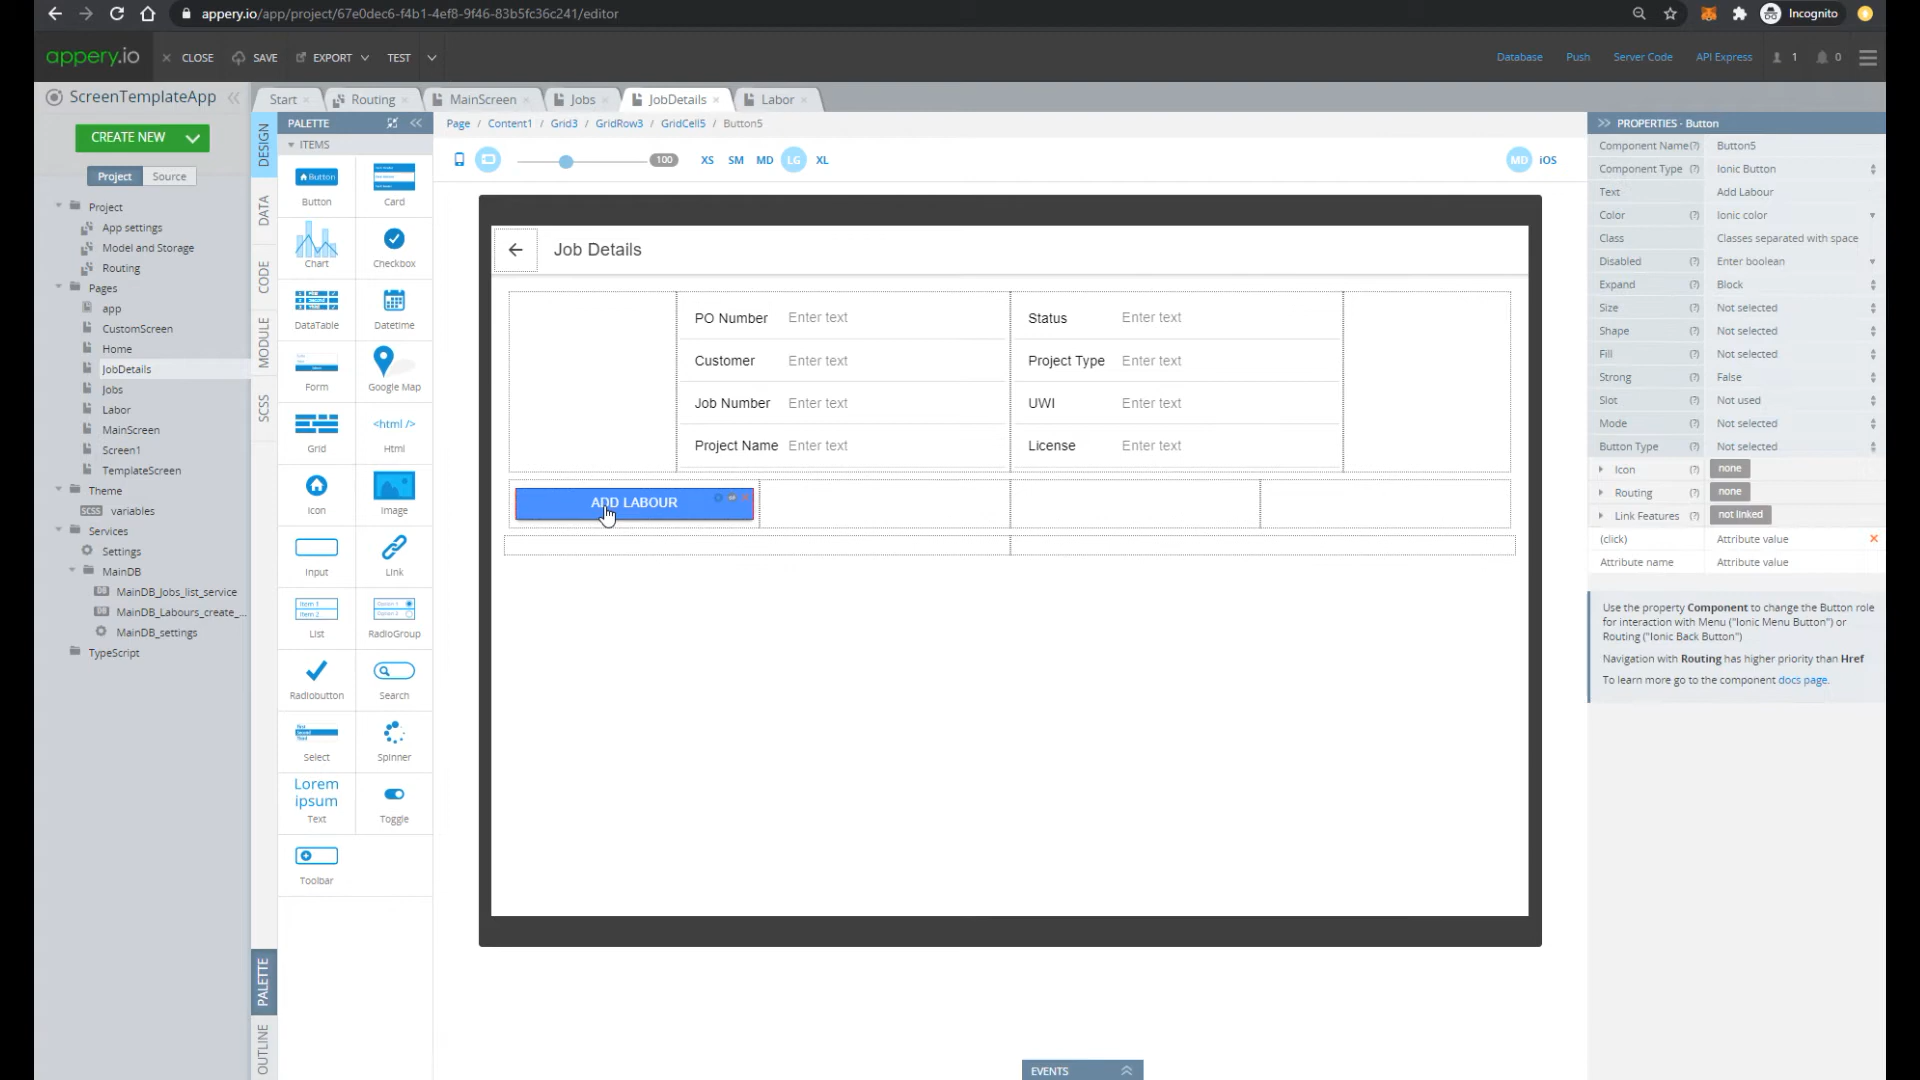 appery.io/app/project/67e0dec6-f4b1-4ef8-9f46-83b5fc36c241/editor
Incognito
appery.io
CLOSE
SAVE
EXPORT
TEST
Database
Push
Server Code
API Express
1
0
ScreenTemplateApp
CREATE NEW
Project
Source
Project
App settings
Model and Storage
Routing
Pages
app
CustomScreen
Home
JobDetails
Jobs
Labor
MainScreen
Screen1
TemplateScreen
Theme
SCSS variables
Services
Settings
MainDB
MainDB_Jobs_list_service
MainDB_Labours_create_...
MainDB_settings
TypeScript
Start
Routing
MainScreen
Jobs
JobDetails
Labor
DESIGN
DATA
CODE
MODULE
SCSS
PALETTE
OUTLINE
PALETTE
ITEMS
Button
Button
Card
Chart
Checkbox
DataTable
Datetime
Form
Google Map
Grid
<html />
Html
Icon
Image
Input
Link
Item 1
Item 2
List
RadioGroup
Radiobutton
Search
Select
Spinner
Lorem
ipsum
Text
Toggle
Toolbar
Page / Content1 / Grid3 / GridRow3 / GridCell5 / Button5
100
XS SM MD LG XL
MD iOS
Job Details
PO Number Enter text
Customer Enter text
Job Number Enter text
Project Name Enter text
Status Enter text
Project Type Enter text
UWI Enter text
License Enter text
ADD LABOUR
EVENTS
PROPERTIES - Button
Component Name(?) Button5
Component Type (?) Ionic Button
Text Add Labour
Color (?) Ionic color
Class (?) Classes separated with space
Disabled (?) Enter boolean
Expand (?) Block
Size (?) Not selected
Shape (?) Not selected
Fill (?) Not selected
Strong (?) False
Slot (?) Not used
Mode (?) Not selected
Button Type (?) Not selected
Icon (?) none
Routing (?) none
Link Features (?) not linked
(click) Attribute value
Attribute name Attribute value
Use the property Component to change the Button role
for interaction with Menu ("Ionic Menu Button") or
Routing ("Ionic Back Button")
Navigation with Routing has higher priority than Href
To learn more go to the component docs page.